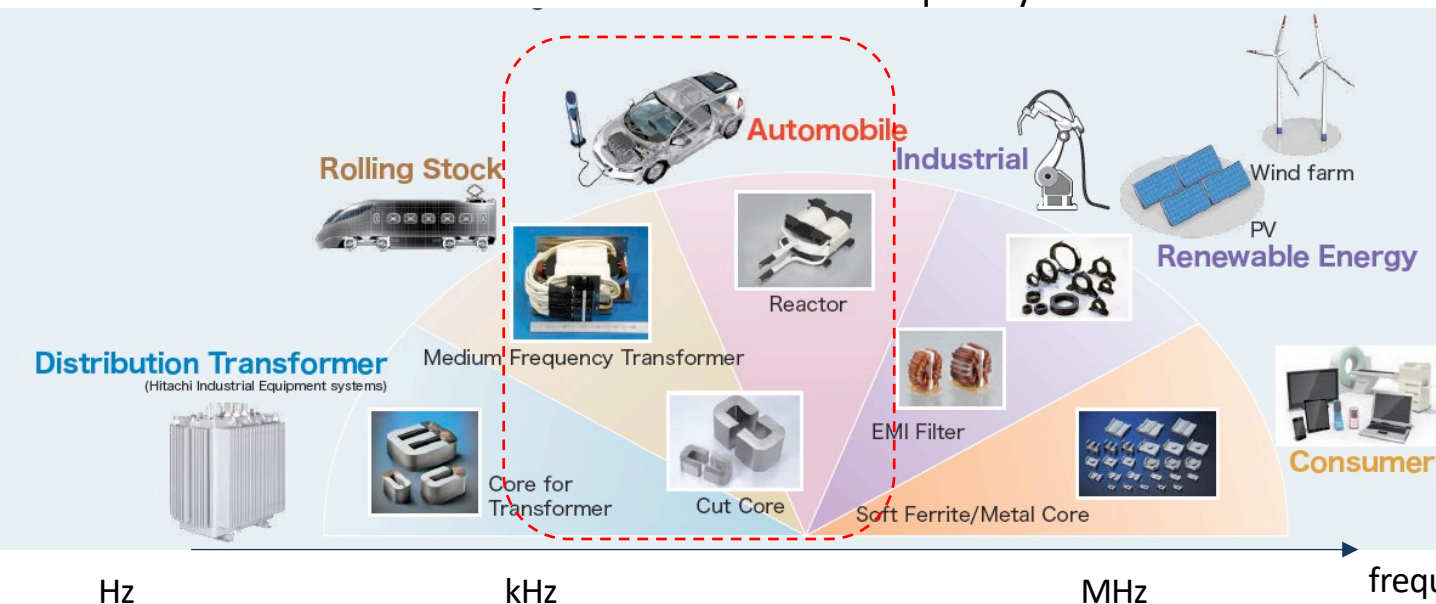 Automobile
Industrial
Rolling Stock
Wind farm
PV
Renewable Energy
Reactor
Medium Frequency Transformer
Distribution Transformer
(Hitachi Industrial Equipment systems)
EMI Filter
Consumer
Core for
Transformer
Cut Core
Soft Ferrite/Metal Core
Hz
kHz
MHz